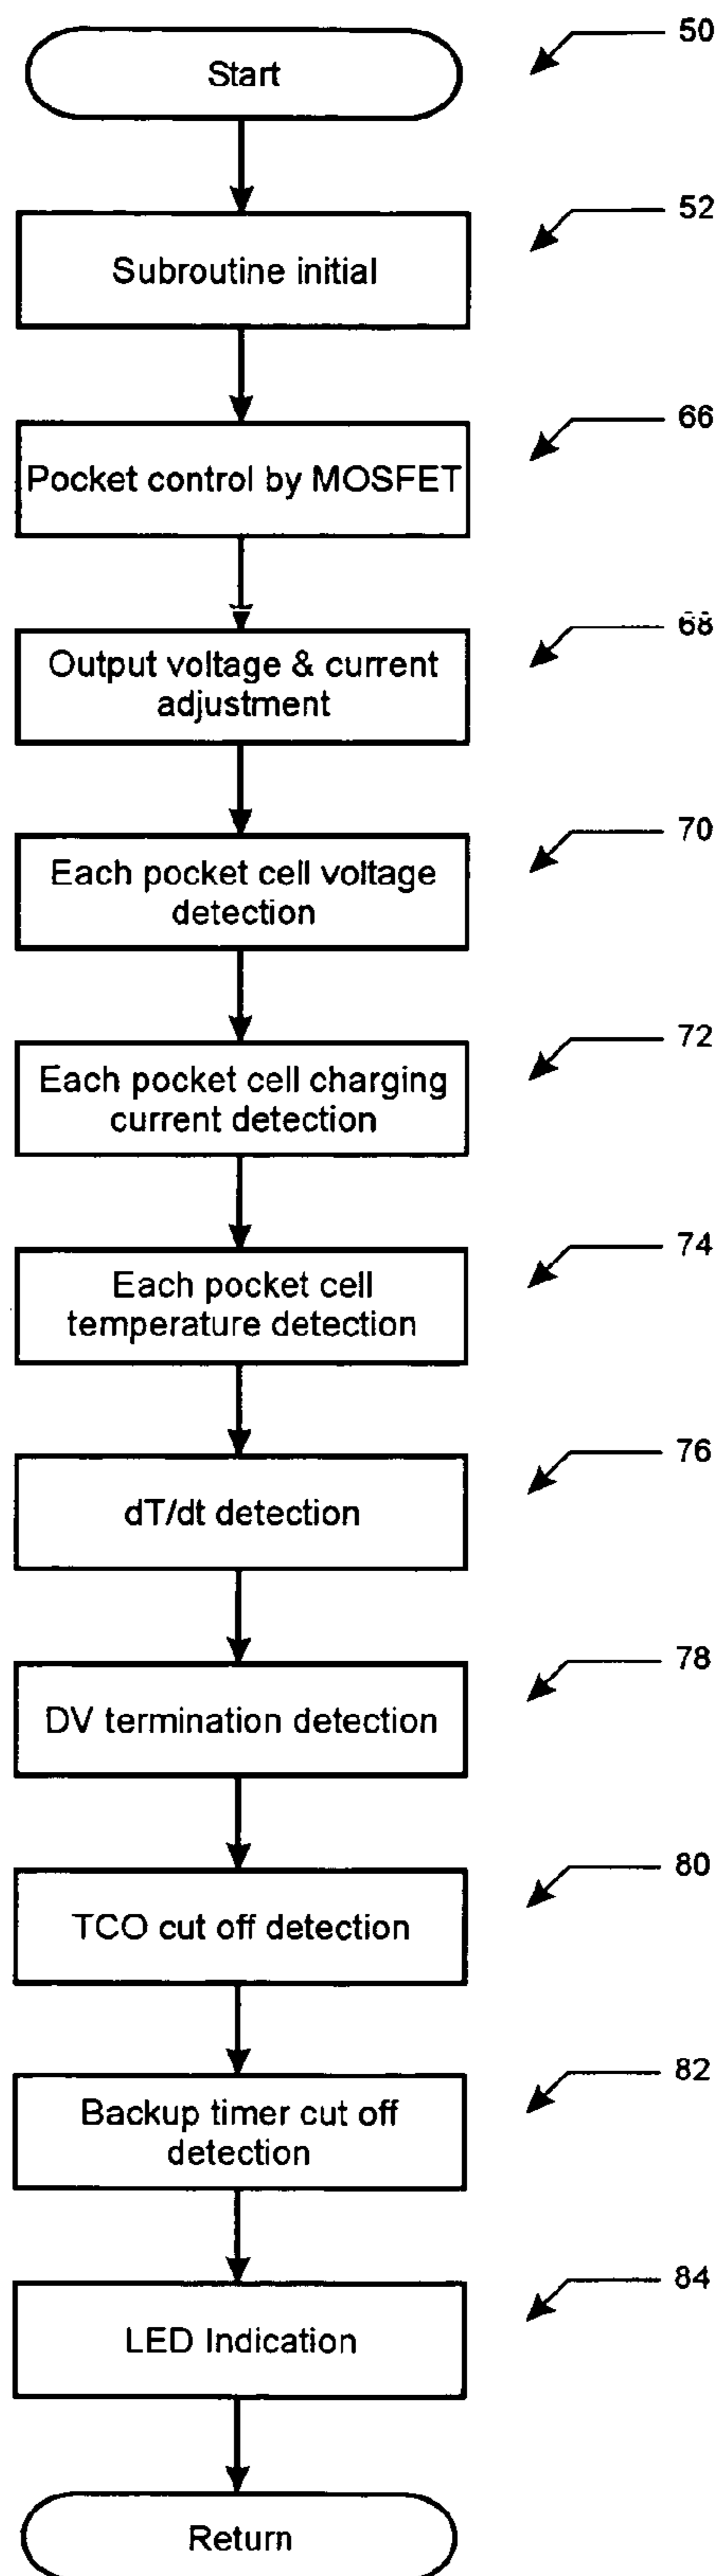 50
Start
52
Subroutine initial
66
Pocket control by MOSFET
68
Output voltage & current
adjustment
70
Each pocket cell voltage
detection
72
Each pocket cell charging
current detection
74
Each pocket cell
temperature detection
76
dT/dt detection
78
DV termination detection
80
TCO cut off detection
82
Backup timer cut off
detection
84
LED Indication
Return